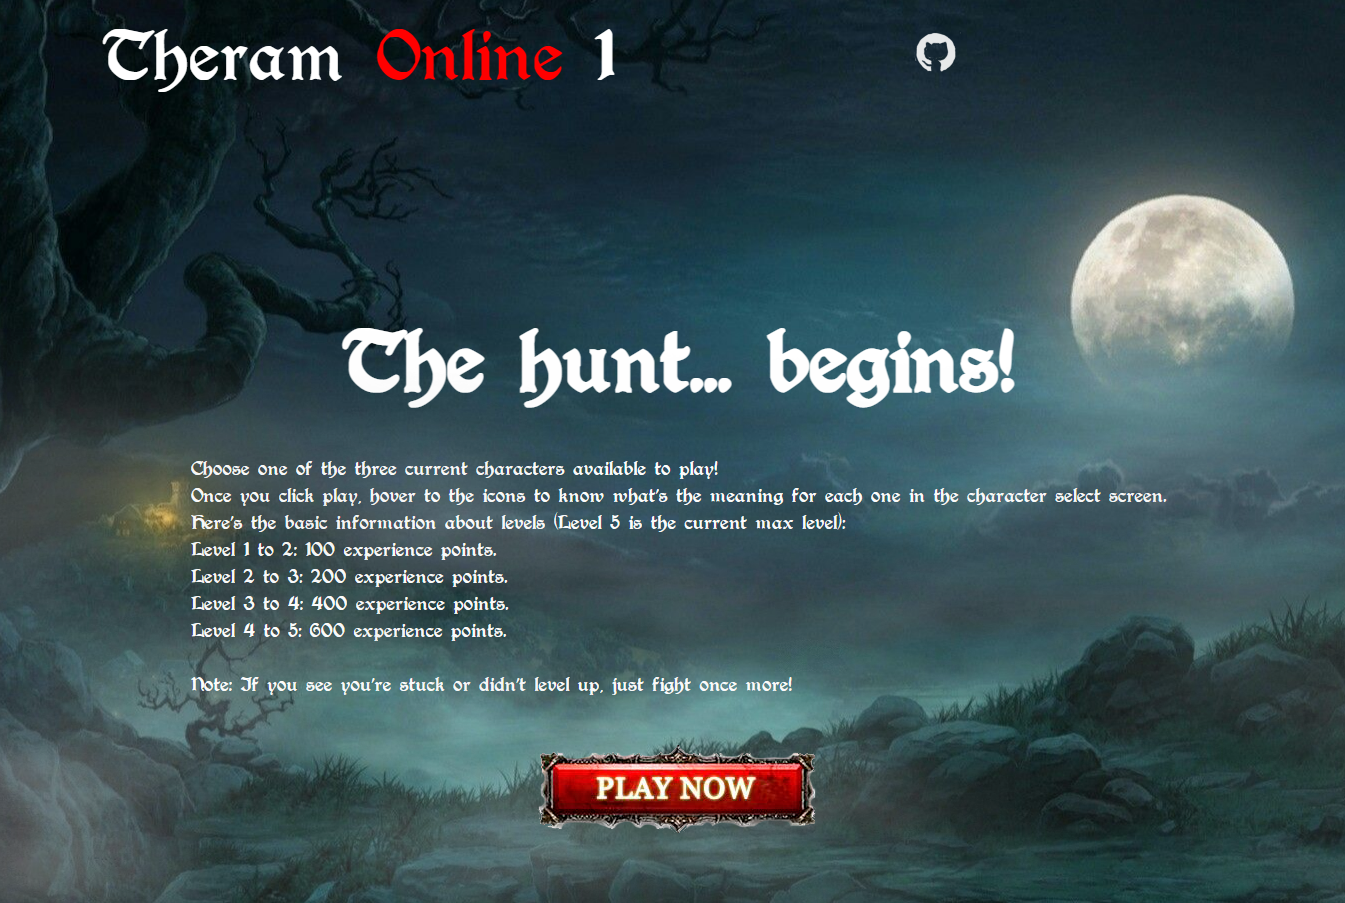 Theram Online 1
The hunt... begins!
Choose one of the three current characters available to play!
Once you click play, hover to the icons to know what's the meaning for each one in the character select screen.
Here's the basic information about levels (Level 5 is the current max level):
Level 1 to 2: 100 experience points.
Level 2 to 3: 200 experience points.
Level 3 to 4: 400 experience points.
Level 4 to 5: 600 experience points.
Note: If you see you're stuck or didn't level up, just fight once more!
PLAY NOW